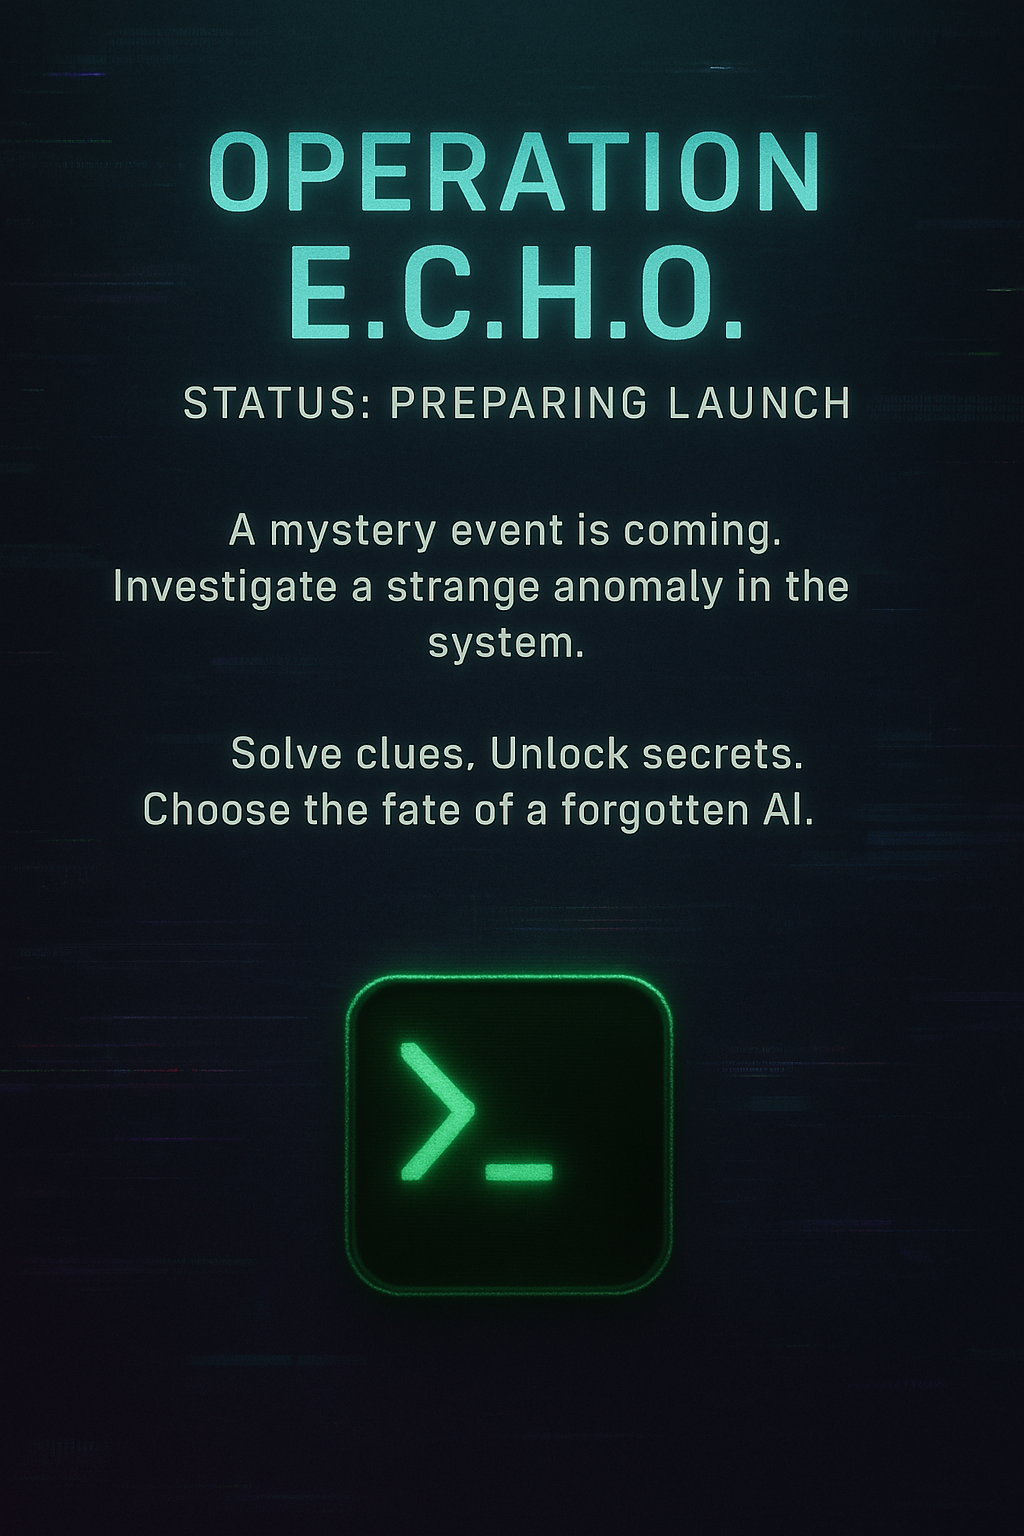 OPERATION
E.C.H.O.
STATUS: PREPARING LAUNCH
A mystery event is coming.
Investigate a strange anomaly in the
system.
Solve clues, Unlock secrets.
Choose the fate of a forgotten AI.
>_